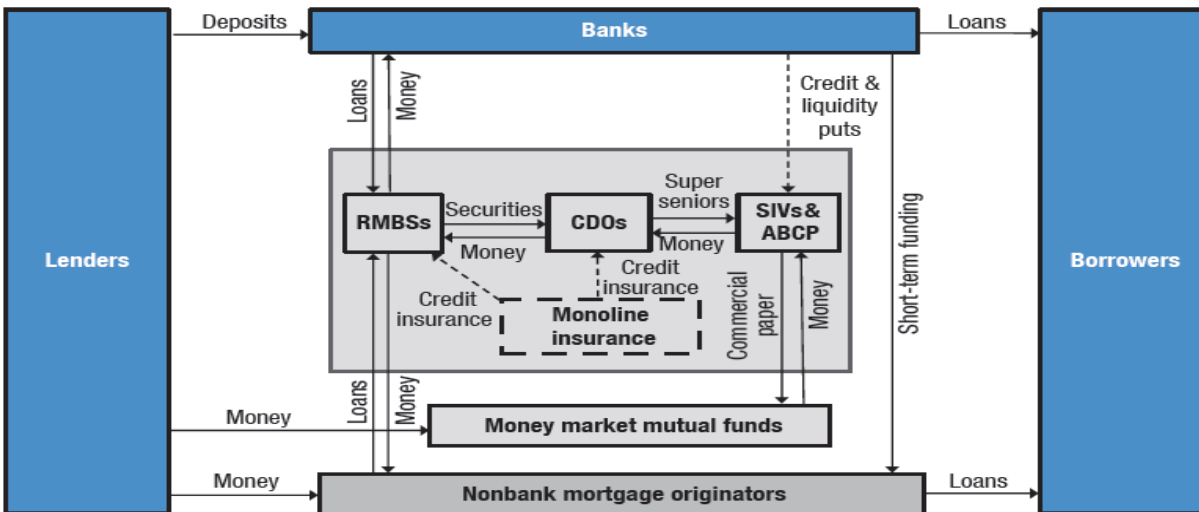 Deposits
Banks
Loans
Loans
Money
Credit &
liquidity
puts
Lenders
RMBSs
Securities
Money
CDOs
Super
seniors
Money
SIVs &
ABCP
Short-term funding
Borrowers
Credit
insurance
Credit
insurance
Monoline
insurance
Commercial
paper
Money
Loans
Money
Money
Money market mutual funds
Money
Nonbank mortgage originators
Loans